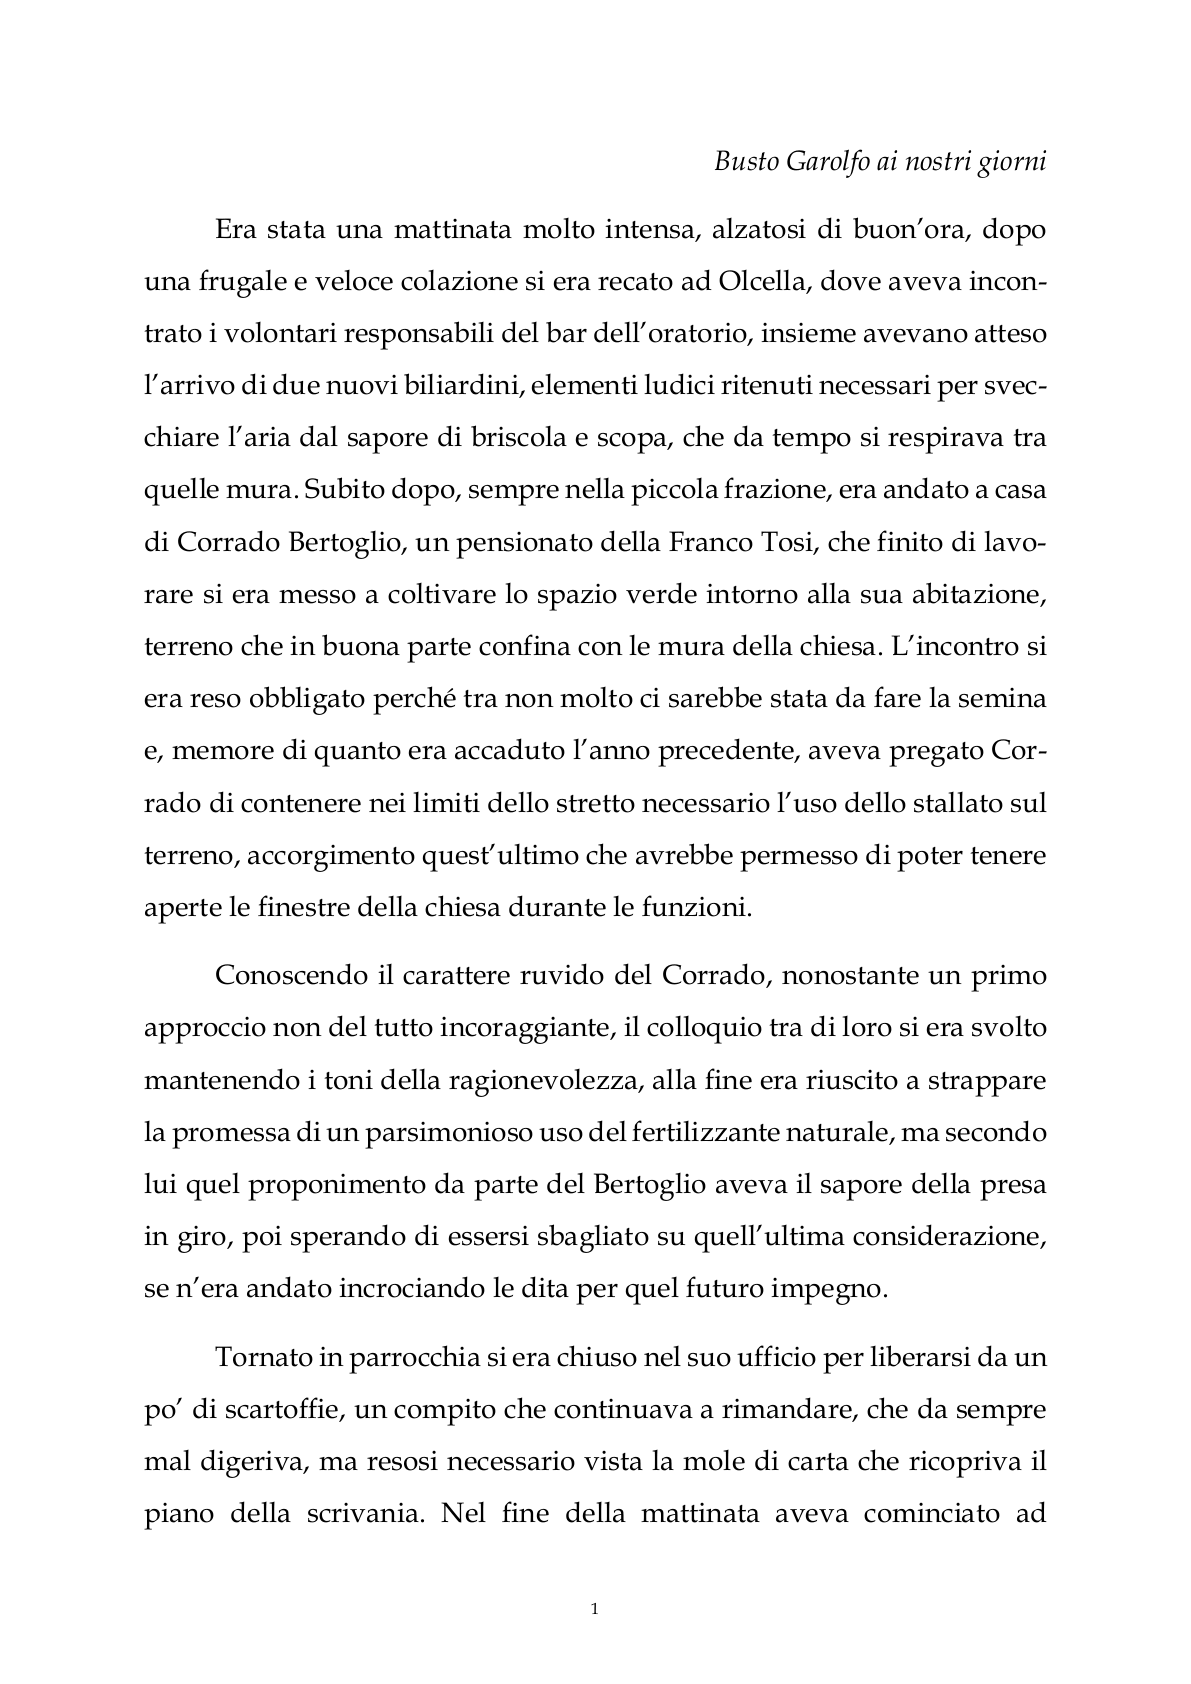 Busto Garolfo ai nostri giorni
Era stata una mattinata molto intensa, alzatosi di buon’ora, dopo
una frugale e veloce colazione si era recato ad Olcella, dove aveva incon-
trato i volontari responsabili del bar dell’oratorio, insieme avevano atteso
l’arrivo di due nuovi biliardini, elementi ludici ritenuti necessari per svec-
chiare l’aria dal sapore di briscola e scopa, che da tempo si respirava tra
quelle mura. Subito dopo, sempre nella piccola frazione, era andato a casa
di Corrado Bertoglio, un pensionato della Franco Tosi, che finito di lavo-
rare si era messo a coltivare lo spazio verde intorno alla sua abitazione,
terreno che in buona parte confina con le mura della chiesa. L’incontro si
era reso obbligato perché tra non molto ci sarebbe stata da fare la semina
e, memore di quanto era accaduto l’anno precedente, aveva pregato Cor-
rado di contenere nei limiti dello stretto necessario l’uso dello stallato sul
terreno, accorgimento quest’ultimo che avrebbe permesso di poter tenere
aperte le finestre della chiesa durante le funzioni.
Conoscendo il carattere ruvido del Corrado, nonostante un primo
approccio non del tutto incoraggiante, il colloquio tra di loro si era svolto
mantenendo i toni della ragionevolezza, alla fine era riuscito a strappare
la promessa di un parsimonioso uso del fertilizzante naturale, ma secondo
lui quel proponimento da parte del Bertoglio aveva il sapore della presa
in giro, poi sperando di essersi sbagliato su quell’ultima considerazione,
se n’era andato incrociando le dita per quel futuro impegno.
Tornato in parrocchia si era chiuso nel suo ufficio per liberarsi da un
po’ di scartoffie, un compito che continuava a rimandare, che da sempre
mal digeriva, ma resosi necessario vista la mole di carta che ricopriva il
piano della scrivania. Nel fine della mattinata aveva cominciato ad
1